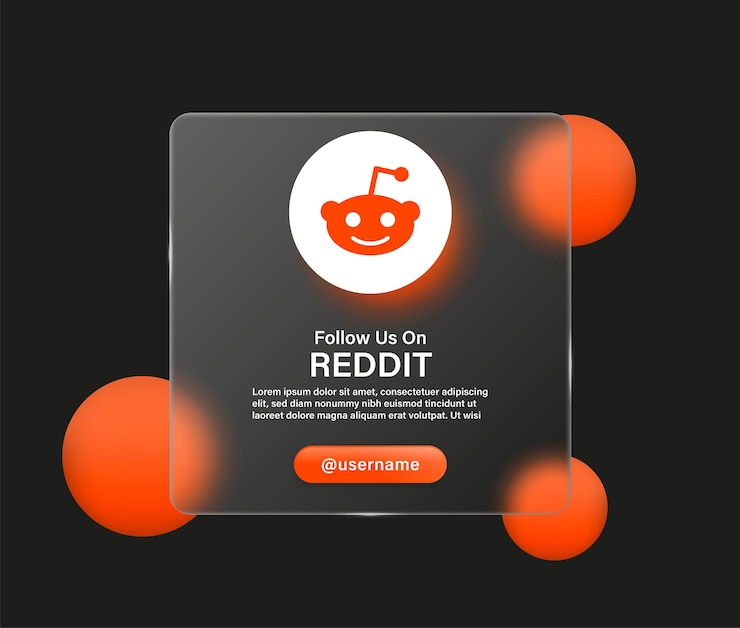 Follow Us On
REDDIT
Lorem ipsum dolor sit amet, consectetuer adipiscing
elit, sed diam nonummy nibh euismod tincidunt ut
laoreet dolore magna aliquam erat volutpat. Ut wisi
@username